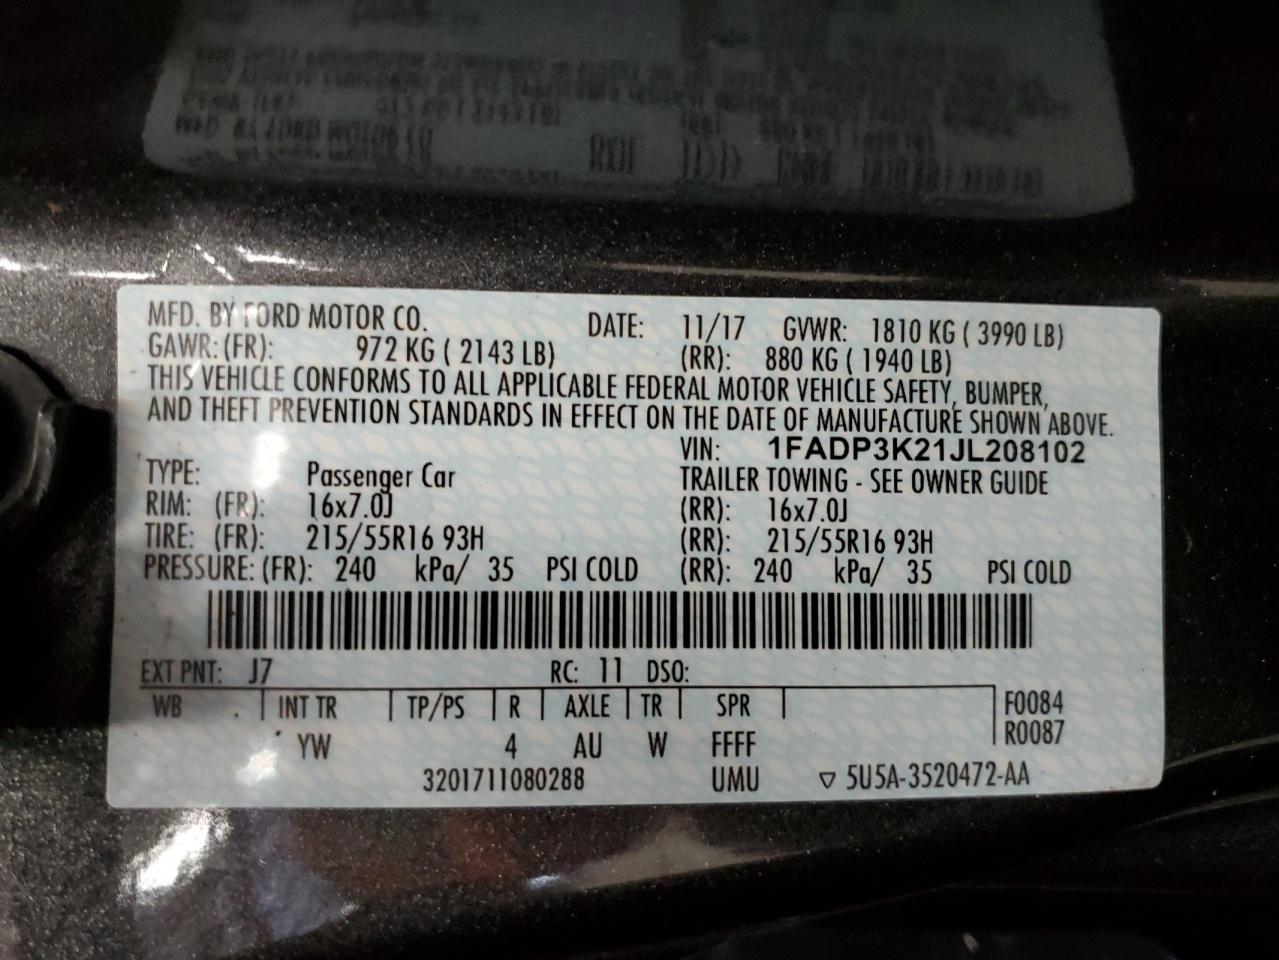 MFD. BY FORD MOTOR CO. DATE: 11/17 GVWR: 1810 KG ( 3990 LB)
GAWR: (FR): 972 KG ( 2143 LB) (RR): 880 KG ( 1940 LB)
THIS VEHICLE CONFORMS TO ALL APPLICABLE FEDERAL MOTOR VEHICLE SAFETY, BUMPER,
AND THEFT PREVENTION STANDARDS IN EFFECT ON THE DATE OF MANUFACTURE SHOWN ABOVE.
VIN: 1FADP3K21JL208102
TYPE: Passenger Car TRAILER TOWING - SEE OWNER GUIDE
RIM: (FR): 16x7.0J (RR): 16x7.0J
TIRE: (FR): 215/55R16 93H (RR): 215/55R16 93H
PRESSURE: (FR): 240 kPa/ 35 PSI COLD (RR): 240 kPa/ 35 PSI COLD
EXT PNT: J7 RC: 11 DSO:
WB INT TR TP/PS R AXLE TR SPR F0084
YW 4 AU W FFFF R0087
3201711080288 UMU ▽ 5U5A-3520472-AA